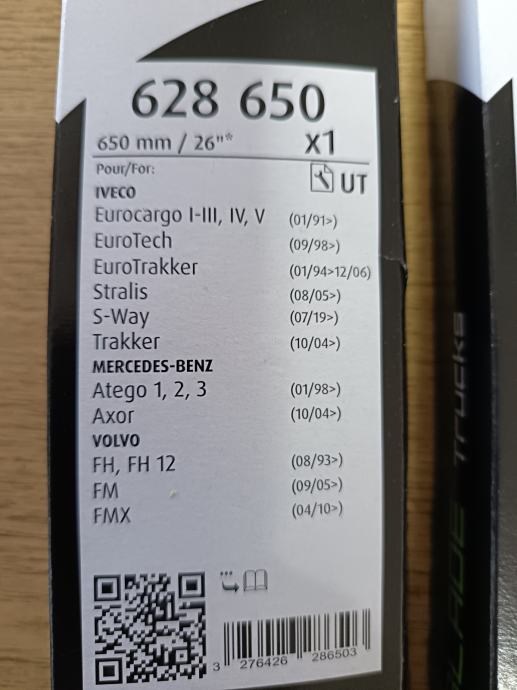 628 650
650 mm / 26"* x1
Pour/For:
UT
IVECO
Eurocargo I-III, IV, V (01/91>)
EuroTech (09/98>)
EuroTrakker (01/94>12/06)
Stralis (08/05>)
S-Way (07/19>)
Trakker (10/04>)
MERCEDES-BENZ
Atego 1, 2, 3 (01/98>)
Axor (10/04>)
VOLVO
FH, FH 12 (08/93>)
FM (09/05>)
FMX (04/10>)
3 276426 286503
BLADE TRUCKS